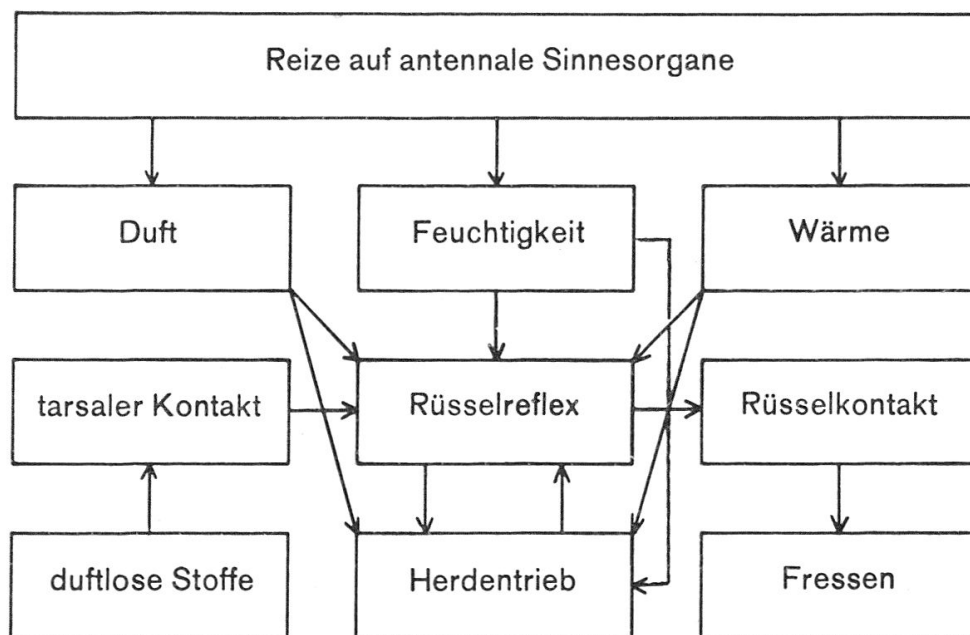 Reize auf antennale Sinnesorgane
Duft
Feuchtigkeit
Wärme
tarsaler Kontakt
Rüsselreflex
Rüsselkontakt
duftlose Stoffe
Herdentrieb
Fressen